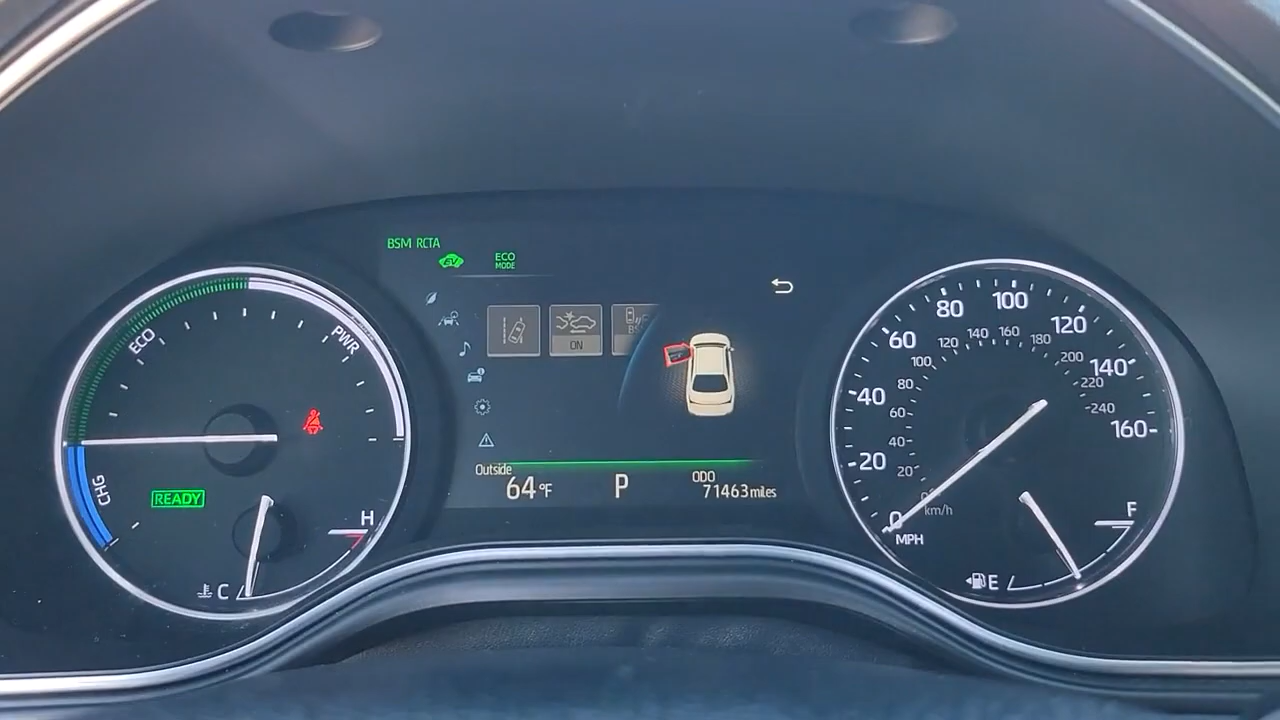 BSM RCTA
EV
ECO
MODE
ON
BS
Outside
64°F
P
ODO
71463 miles
ECO
PWR
CHG
READY
H
C
0
20
40
60
80
100
120
140
160
MPH
20
40
60
80
100
120
140
160
180
200
220
240
km/h
F
E